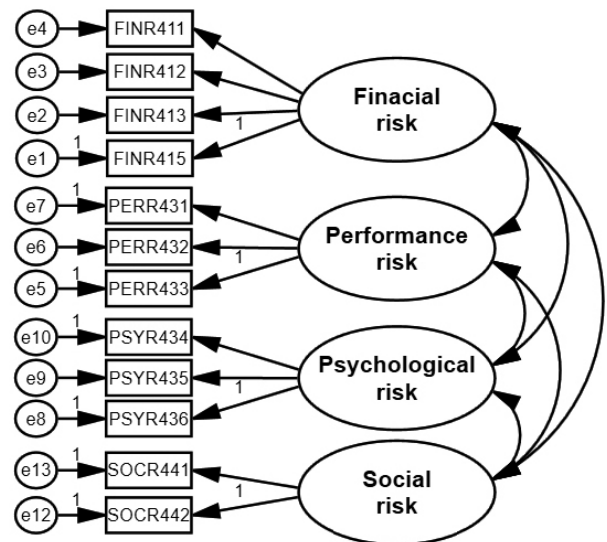 e4 FINR411
e3 FINR412
e2 FINR413
1
1
e1 FINR415
Finacial
risk
1
e7 PERR431
e6 PERR432
1
1
e5 PERR433
Performance
risk
1
e10 PSYR434
e9 PSYR435
1
1
e8 PSYR436
Psychological
risk
1
e13 SOCR441
1
1
e12 SOCR442
Social
risk